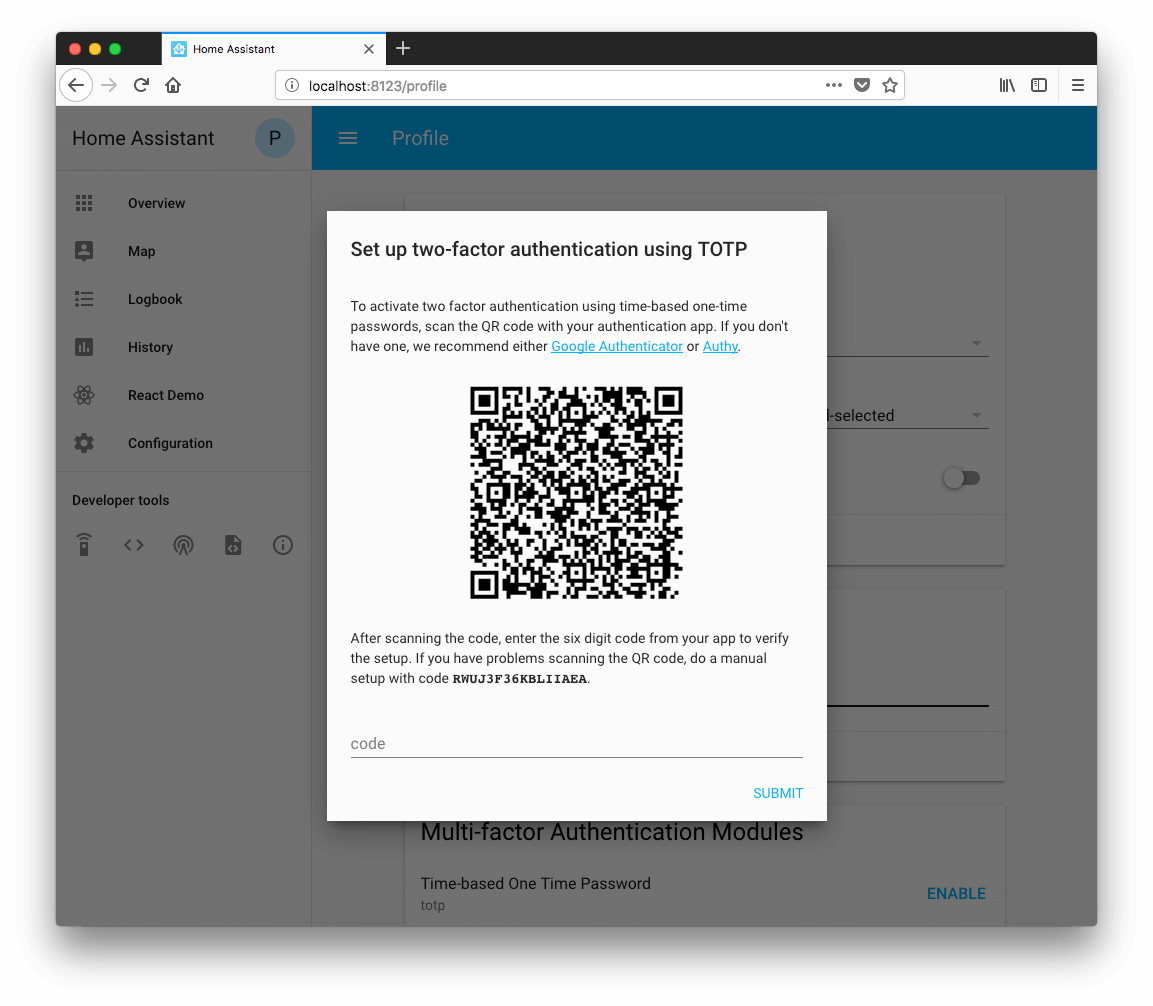 Home Assistant
localhost:8123/profile
Home Assistant
P
Profile
Overview
Map
Logbook
History
React Demo
Configuration
Developer tools
Set up two-factor authentication using TOTP
To activate two factor authentication using time-based one-time
passwords, scan the QR code with your authentication app. If you don't
have one, we recommend either Google Authenticator or Authy.
-selected
After scanning the code, enter the six digit code from your app to verify
the setup. If you have problems scanning the QR code, do a manual
setup with code RWUJ3F36KBLIIAEA.
code
SUBMIT
Multi-factor Authentication Modules
Time-based One Time Password
totp
ENABLE